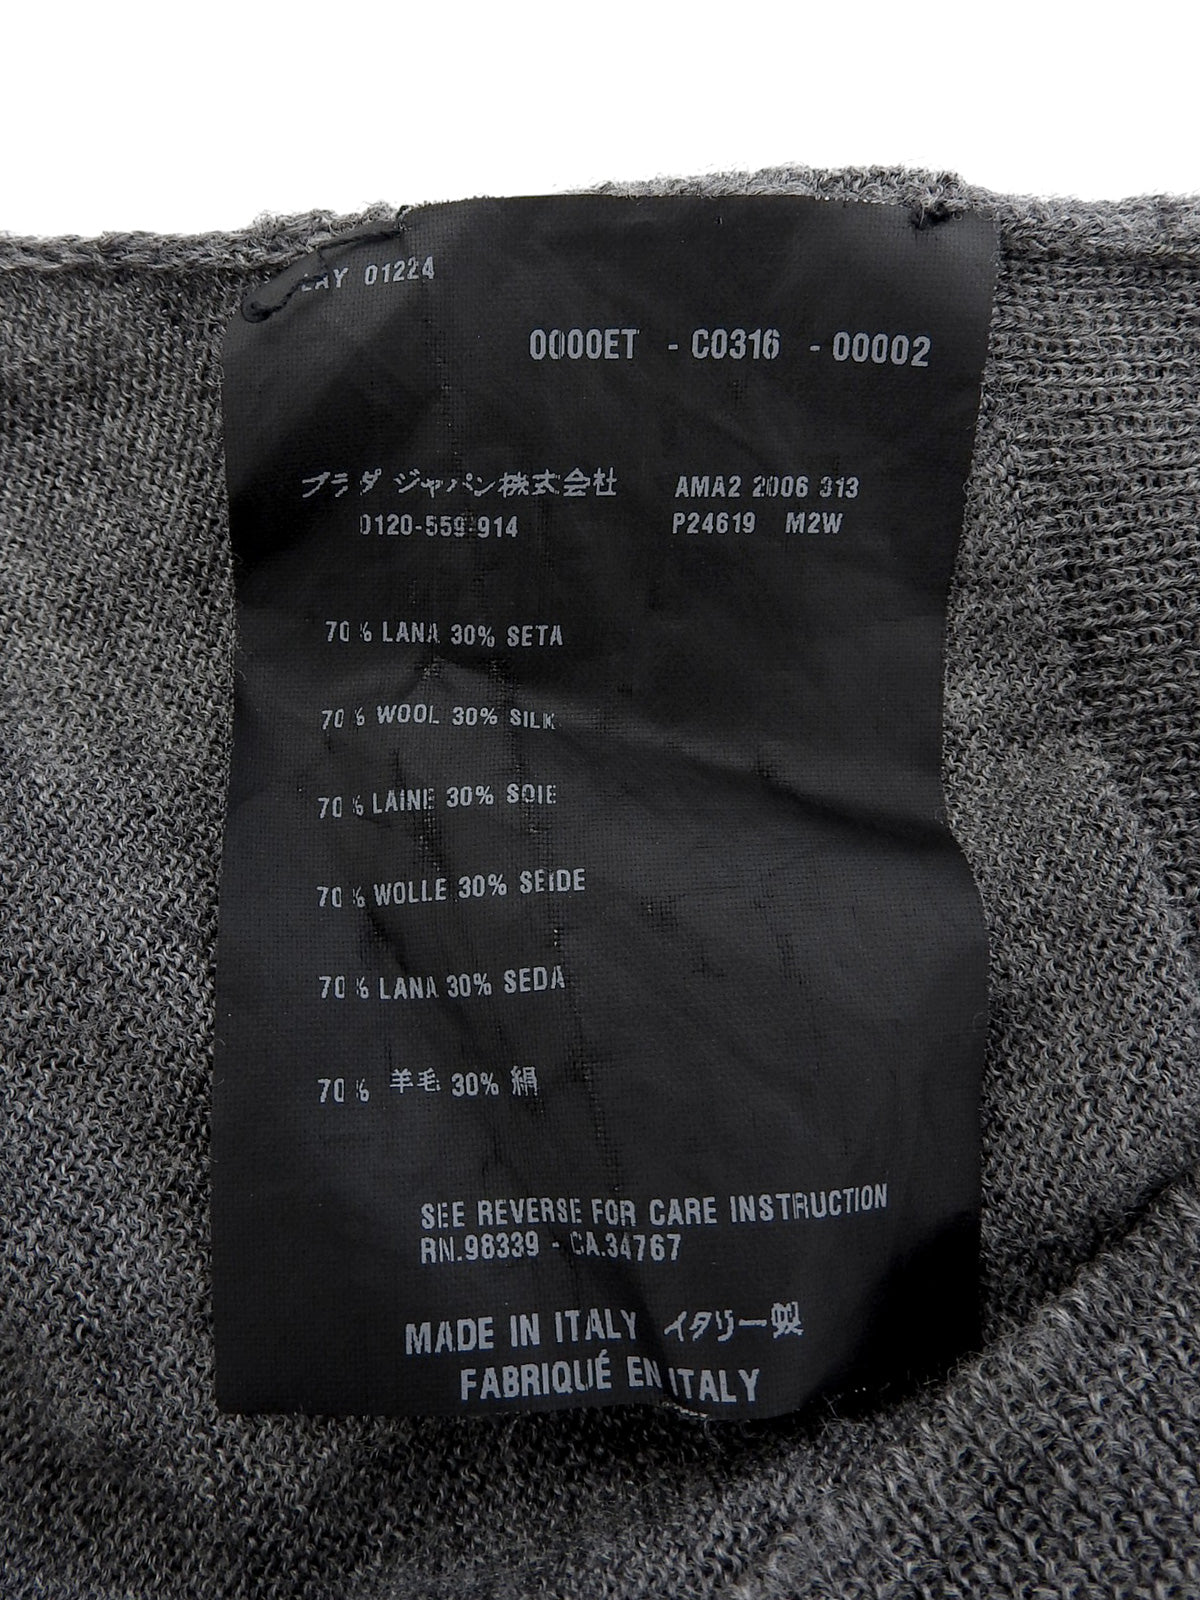 01224
0000ET - C0316 - 00002
プラダ ジャパン株式会社
0120-559-914
AMA2 2006 313
P24619 M2W
70% LANA 30% SETA
70% WOOL 30% SILK
70% LAINE 30% SOIE
70% WOLLE 30% SEIDE
70% LANA 30% SEDA
70% 羊毛 30% 絹
SEE REVERSE FOR CARE INSTRUCTION
RN.98339 - CA.34767
MADE IN ITALY イタリー製
FABRIQUÉ EN ITALY